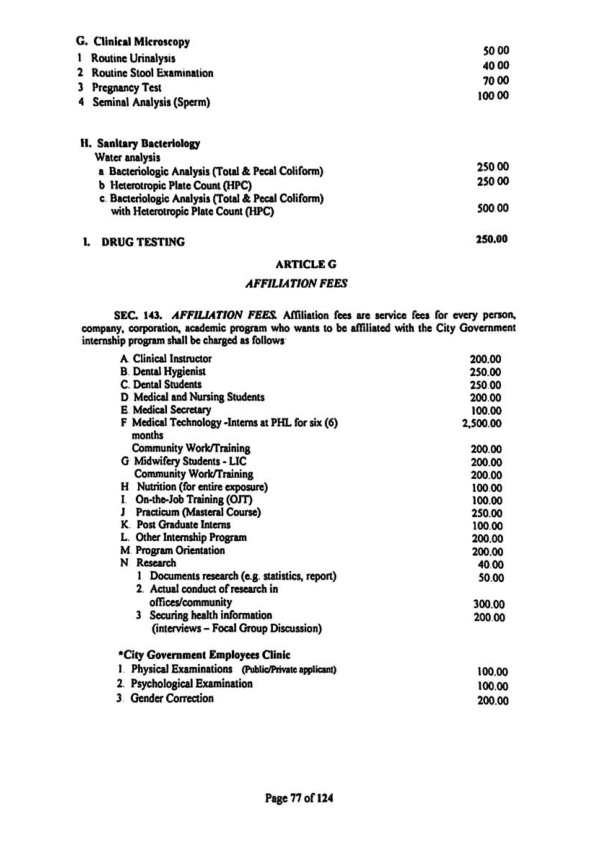 G. Clinical Microscopy
1 Routine Urinalysis 50 00
2 Routine Stool Examination 40 00
3 Pregnancy Test 70 00
4 Seminal Analysis (Sperm) 100 00
H. Sanitary Bacteriology
Water analysis
a Bacteriologic Analysis (Total & Pecal Coliform) 250 00
b Heterotropic Plate Count (HPC) 250 00
c. Bacteriologic Analysis (Total & Pecal Coliform)
with Heterotropic Plate Count (HPC) 500 00
I. DRUG TESTING 250.00
ARTICLE G
AFFILIATION FEES
SEC. 143. AFFILIATION FEES. Affiliation fees are service fees for every person,
company, corporation, academic program who wants to be affiliated with the City Government
internship program shall be charged as follows
A. Clinical Instructor 200.00
B. Dental Hygienist 250.00
C. Dental Students 250 00
D Medical and Nursing Students 200.00
E Medical Secretary 100.00
F Medical Technology -Interns at PHL for six (6) 2,500.00
months
Community Work/Training 200.00
G Midwifery Students - LIC 200.00
Community Work/Training 200.00
H Nutrition (for entire exposure) 100.00
I. On-the-Job Training (OJT) 100.00
J Practicum (Masteral Course) 250.00
K. Post Graduate Interns 100.00
L. Other Internship Program 200.00
M. Program Orientation 200.00
N Research 40 00
1 Documents research (e.g. statistics, report) 50.00
2. Actual conduct of research in
offices/community 300.00
3 Securing health information 200.00
(interviews – Focal Group Discussion)
*City Government Employees Clinic
1. Physical Examinations (Public/Private applicant) 100.00
2. Psychological Examination 100.00
3. Gender Correction 200.00
Page 77 of 124